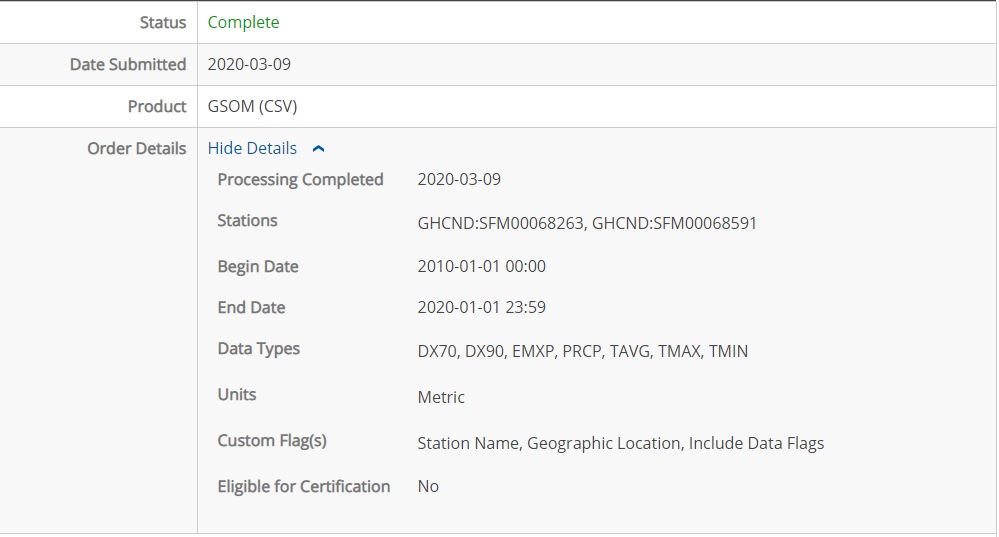 Status Complete
Date Submitted 2020-03-09
Product GSOM (CSV)
Order Details Hide Details
Processing Completed 2020-03-09
Stations GHCND:SFM00068263, GHCND:SFM00068591
Begin Date 2010-01-01 00:00
End Date 2020-01-01 23:59
Data Types DX70, DX90, EMXP, PRCP, TAVG, TMAX, TMIN
Units Metric
Custom Flag(s) Station Name, Geographic Location, Include Data Flags
Eligible for Certification No